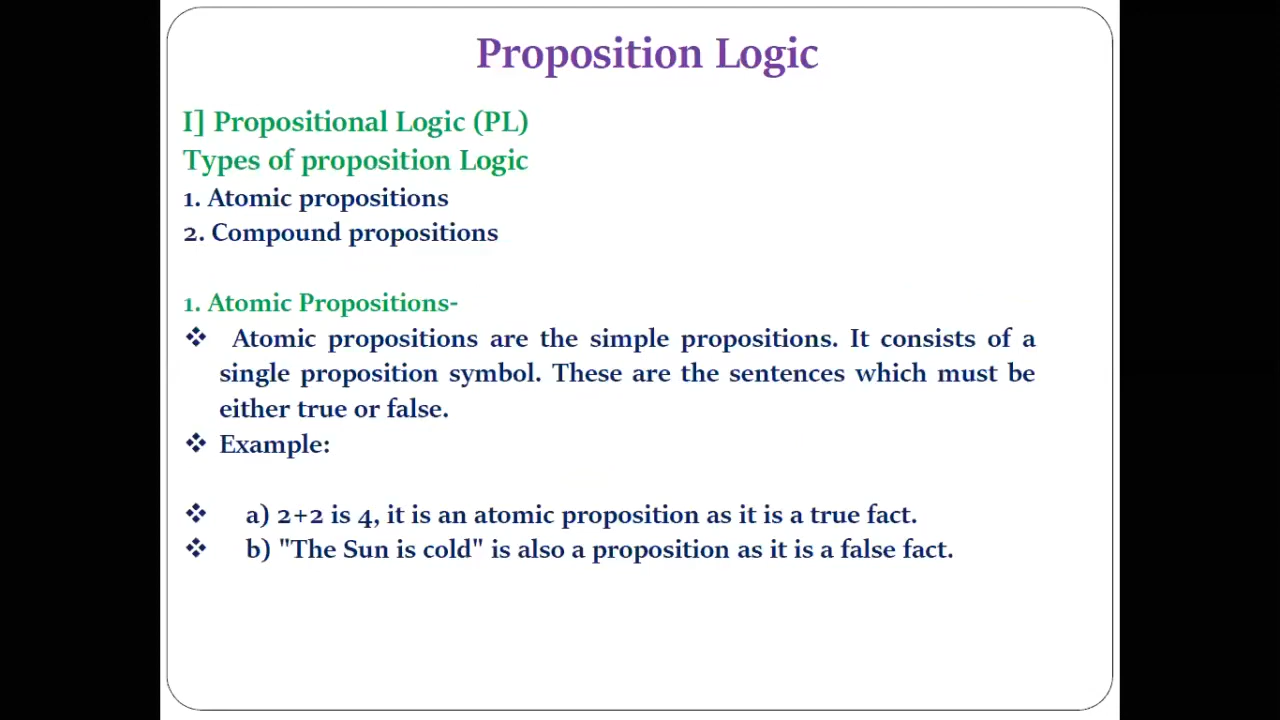 Proposition Logic
I] Propositional Logic (PL)
Types of proposition Logic
1. Atomic propositions
2. Compound propositions
1. Atomic Propositions-
❖ Atomic propositions are the simple propositions. It consists of a
single proposition symbol. These are the sentences which must be
either true or false.
❖ Example:
❖ a) 2+2 is 4, it is an atomic proposition as it is a true fact.
❖ b) "The Sun is cold" is also a proposition as it is a false fact.